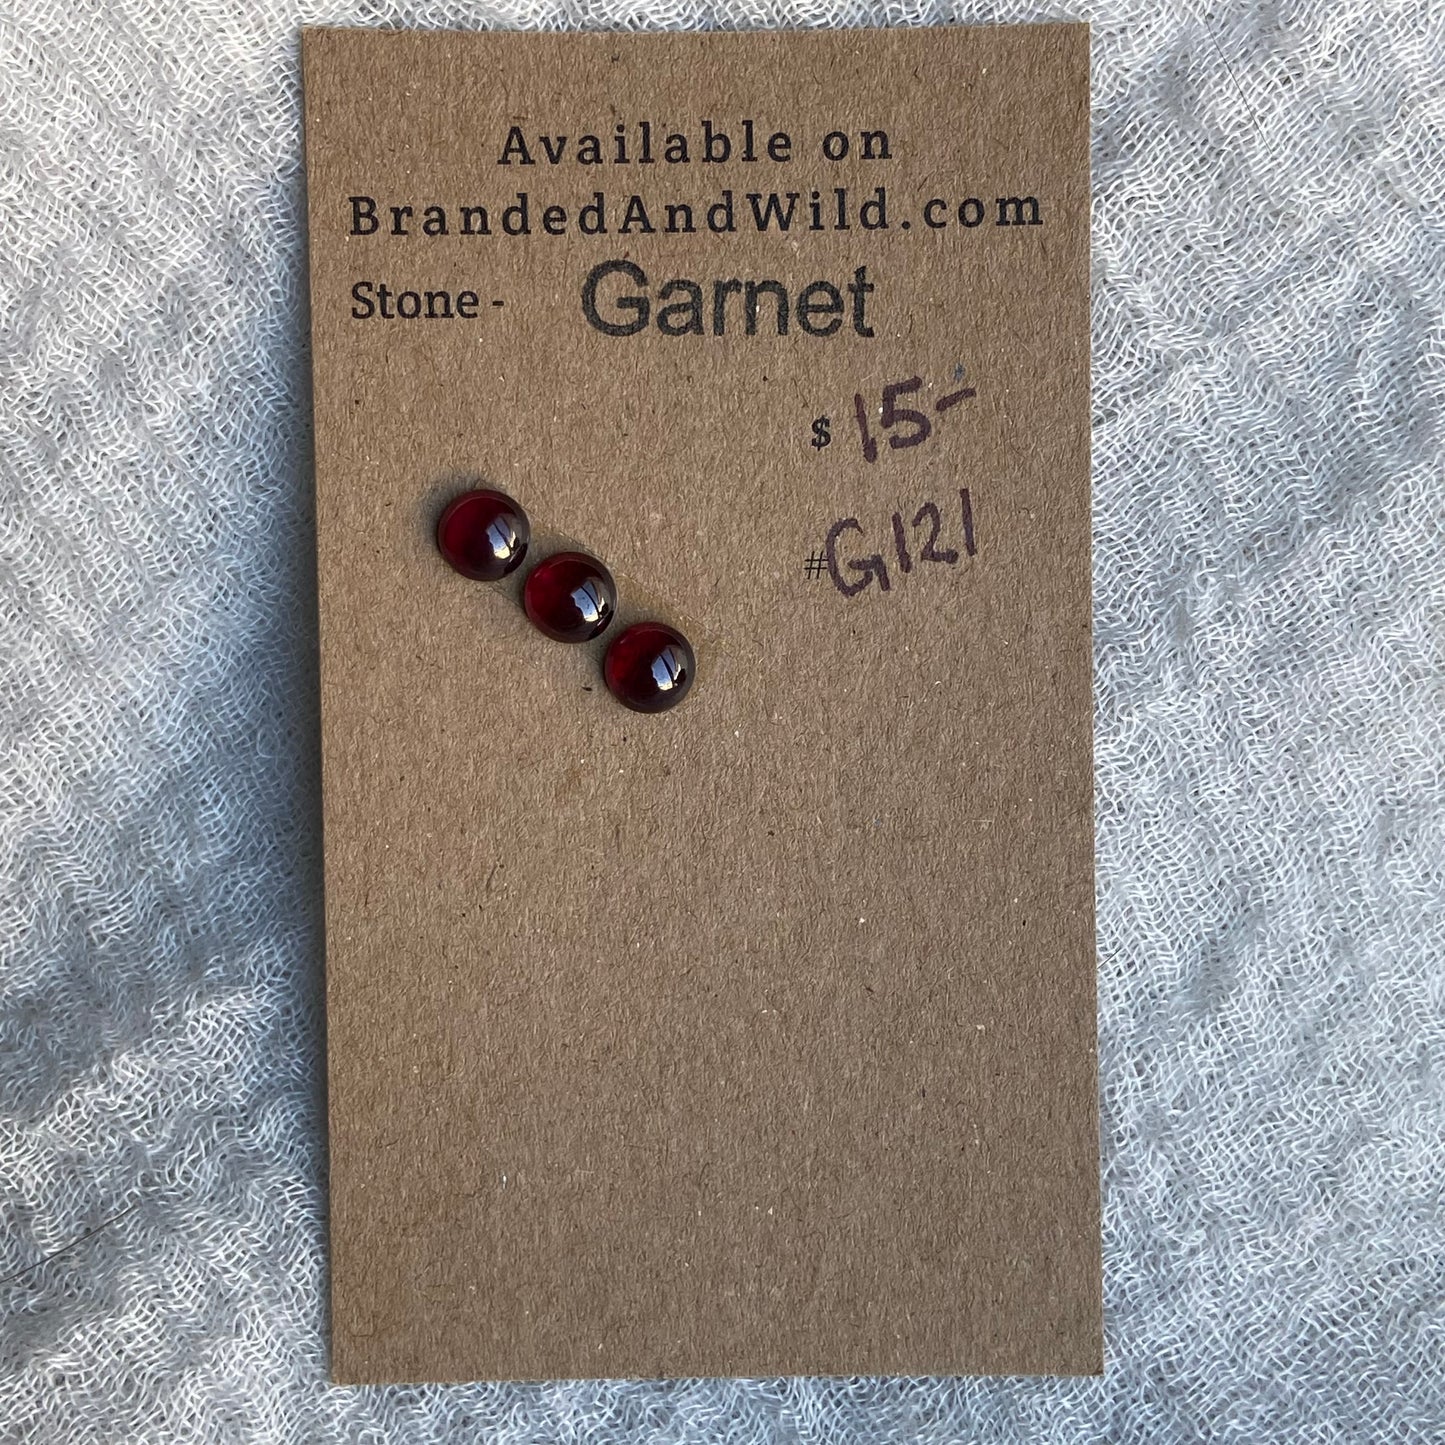 Available on
BrandedAndWild.com
Stone - Garnet
$ 15-
#G121